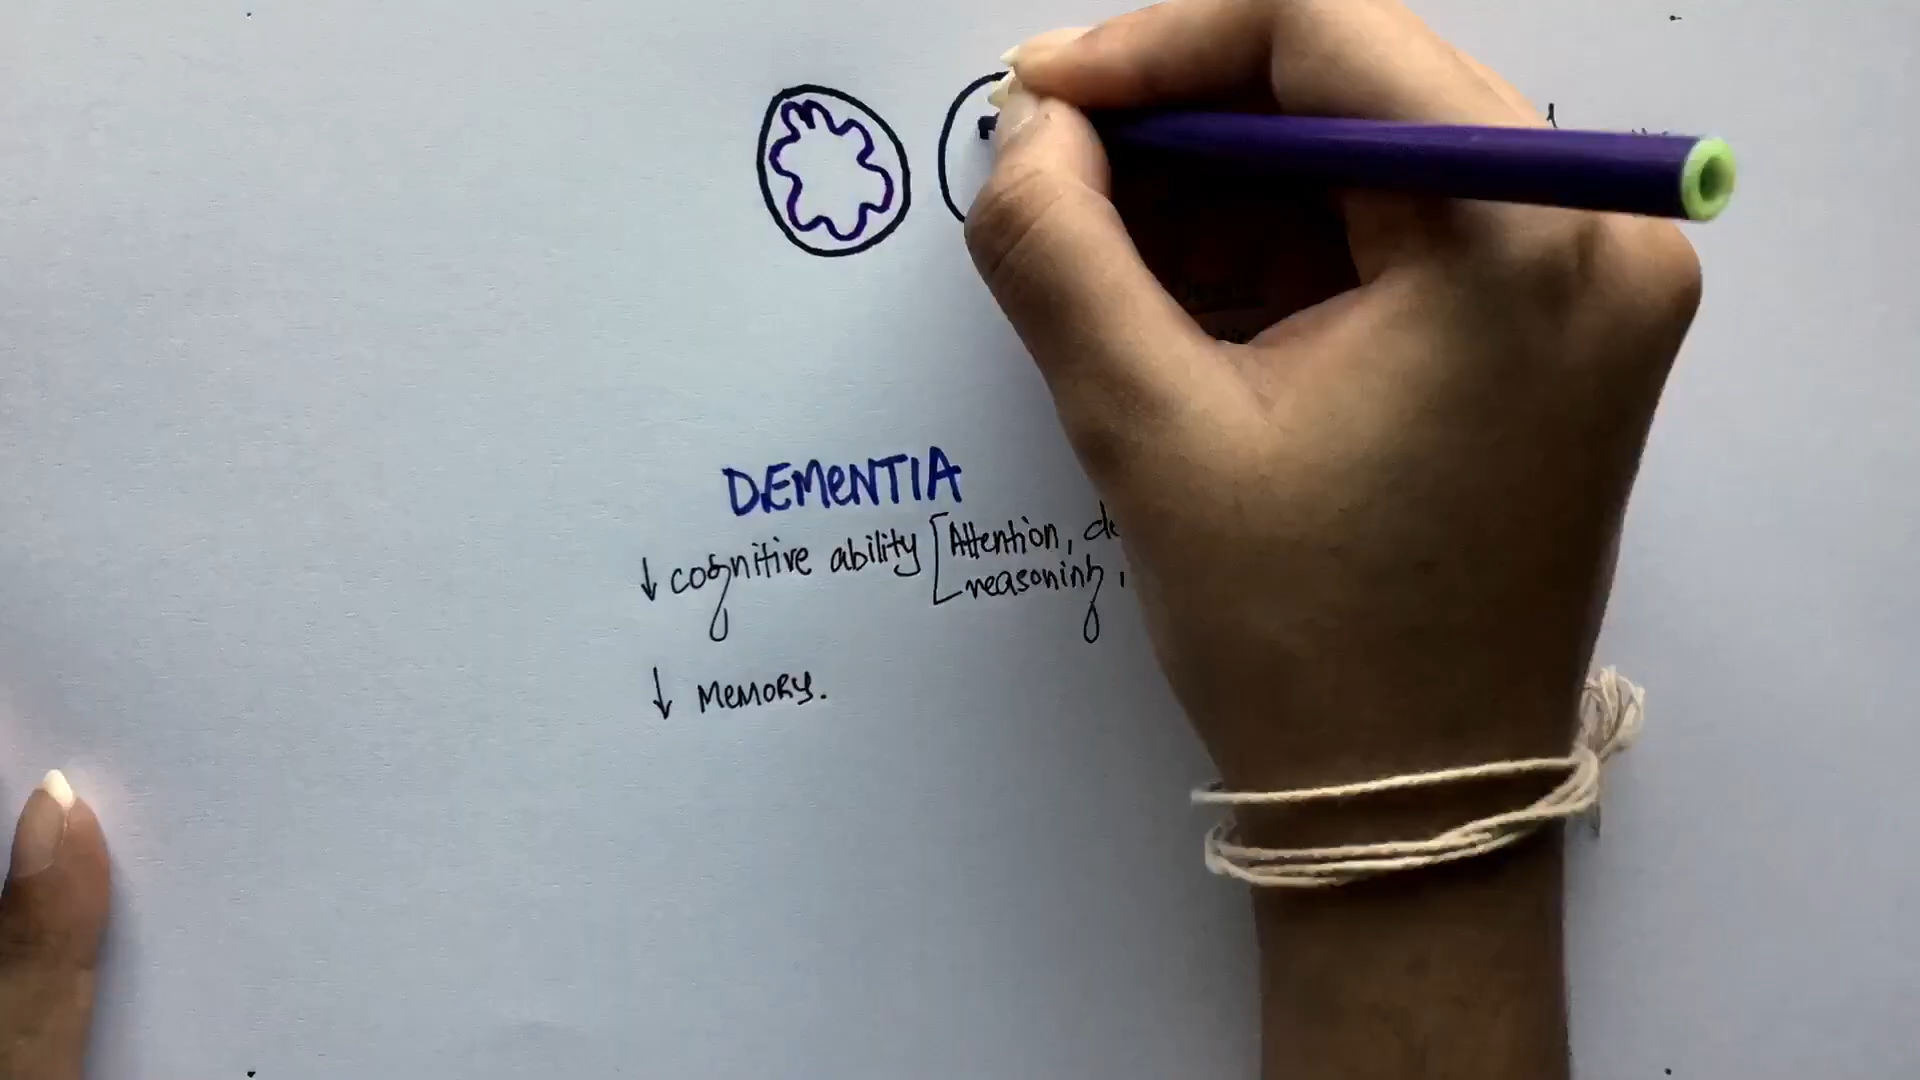 DEMENTIA
↓ cognitive ability [Attention,
reasoning,
↓ MEMORY.